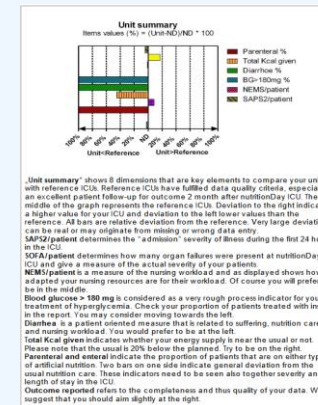 Unit summary
Items values (%) = (Unit-ND)/ND * 100
Parenteral %
Total Kcal given
Diarrhoe %
BG>180mg %
NEMS/patient
SAPS2/patient
100% 80% 60% 40% 20% ND 20% 40% 60% 80% 100%
Unit<Reference Unit>Reference
„Unit summary" shows 8 dimensions that are key elements to compare your unit
with reference ICUs. Reference ICUs have fulfilled data quality criteria, especia
an excellent patient follow-up for outcome 2 month after nutritionDay ICU. The
middle of the graph represents the reference ICUs. Deviation to the right indica
a higher value for your ICU and deviation to the left lower values than the
reference. All bars are relative deviation from the reference. Very large deviati
can be real or may originate from missing or wrong data entry.
SAPS2/patient determines the "admission" severity of illness during the first 24 h
in the ICU.
SOFA/patient determines how many organ failures were present at nutritionDay
ICU and give a measure of the actual severity of your patients.
NEMS/patient is a measure of the nursing workload and as displayed shows how
adapted your nursing resources are for their workload. Of course you will prefer
be in the middle.
Blood glucose > 180 mg is considered as a very rough process indicator for you
treatment of hyperglycemia. Check your proportion of patients treated with ins
in the report. You may consider moving towards the left.
Diarrhea is a patient oriented measure that is related to suffering, nutrition care
and nursing workload. You would prefer to be at the left.
Total Kcal given indicates whether your energy supply is near the usual or not.
Please note that the usual is 20% below the planned. Try to be on the right.
Parenteral and enteral indicate the proportion of patients that are on either typ
of artificial nutrition. Two bars on one side indicate general deviation from the
usual nutrition care. These indicators need to be seen also together severity an
length of stay in the ICU.
Outcome reported refers to the completeness and thus quality of your data. W
suggest that you should aim slightly at the right.